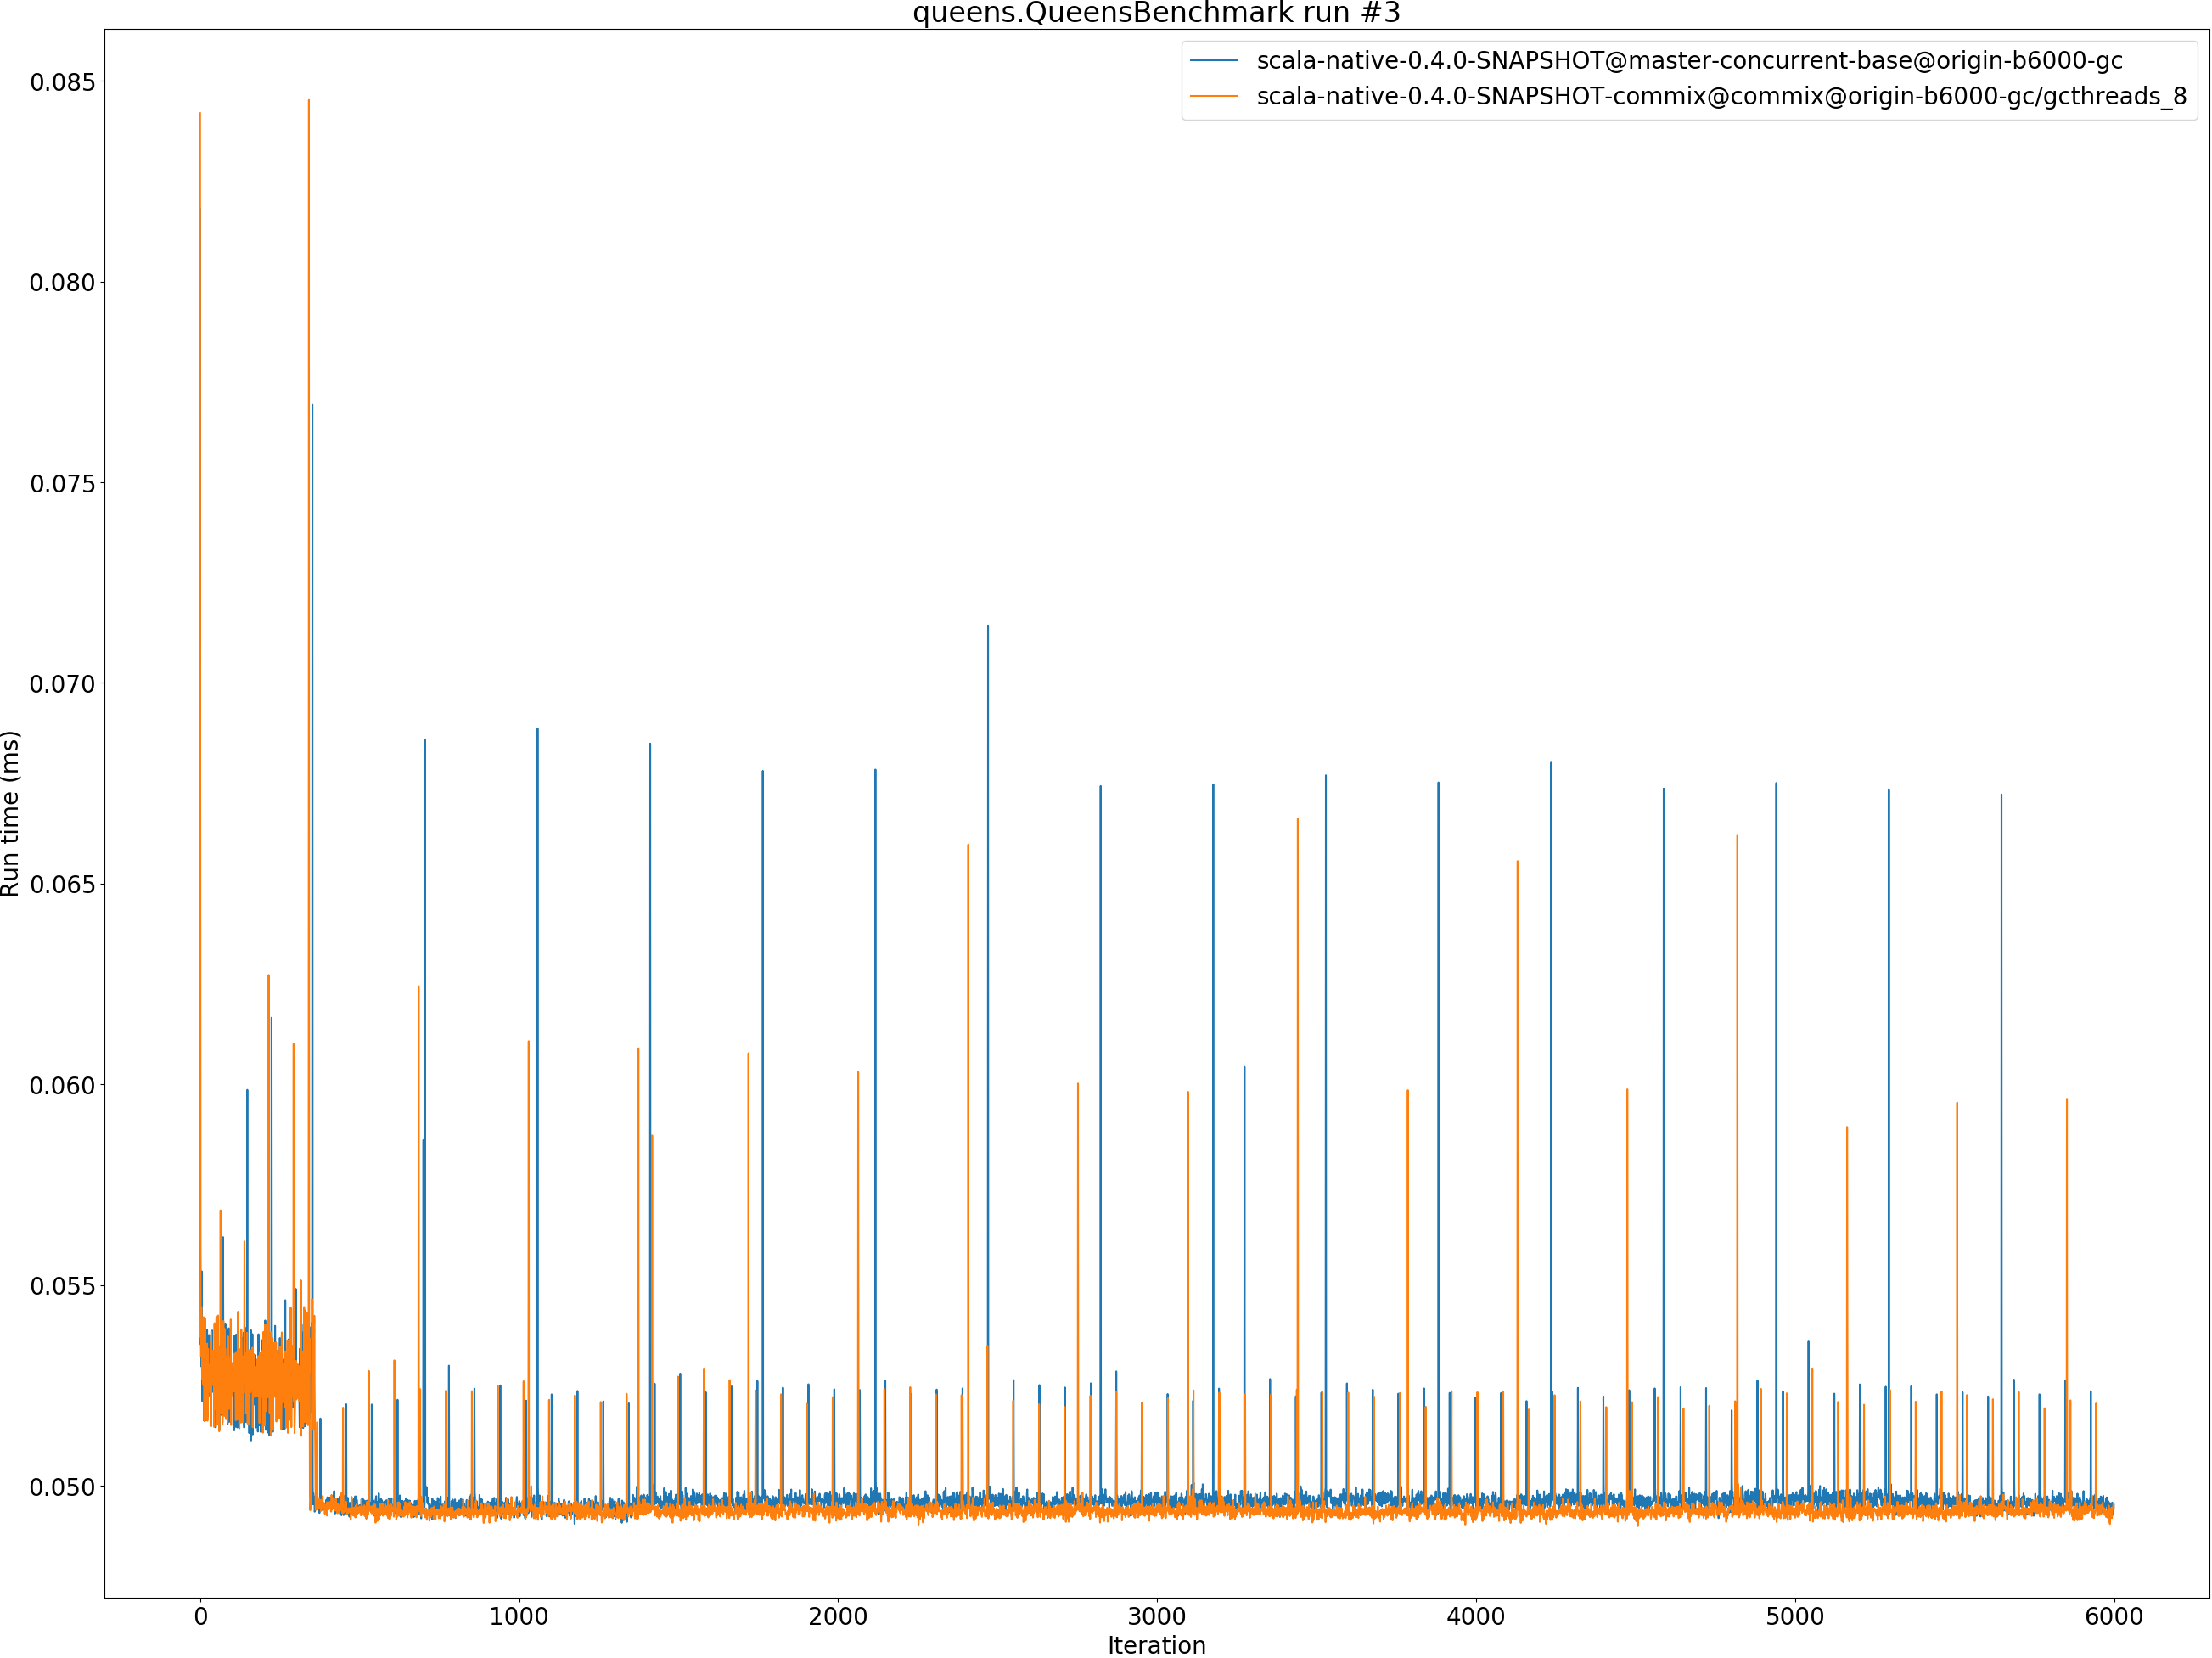 queens.QueensBenchmark run #3
scala-native-0.4.0-SNAPSHOT@master-concurrent-base@origin-b6000-gc
scala-native-0.4.0-SNAPSHOT-commix@commix@origin-b6000-gc/gcthreads_8
0.085
0.080
0.075
0.070
0.065
0.060
0.055
0.050
Run time (ms)
0 1000 2000 3000 4000 5000 6000
Iteration